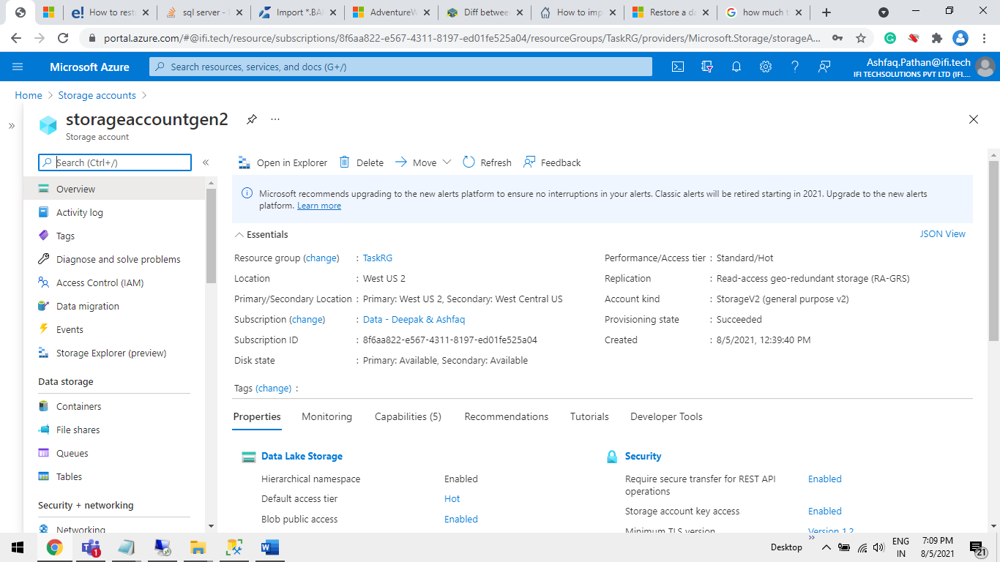 How to rest
sql server -
Import *.BA
AdventureW
Diff betwee
How to imp
Restore a da
how much t
portal.azure.com/#@ifi.tech/resource/subscriptions/8f6aa822-e567-4311-8197-ed01fe525a04/resourceGroups/TaskRG/providers/Microsoft.Storage/storageA...
Microsoft Azure
Search resources, services, and docs (G+/)
Ashfaq.Pathan@ifi.tech
IFI TECHSOLUTIONS PVT LTD (IFI....
Home > Storage accounts >
storageaccountgen2
Storage account
Search (Ctrl+/)
Overview
Activity log
Tags
Diagnose and solve problems
Access Control (IAM)
Data migration
Events
Storage Explorer (preview)
Data storage
Containers
File shares
Queues
Tables
Security + networking
Networking
Open in Explorer Delete Move Refresh Feedback
Microsoft recommends upgrading to the new alerts platform to ensure no interruptions in your alerts. Classic alerts will be retired starting in 2021. Upgrade to the new alerts
platform. Learn more
Essentials
JSON View
Resource group (change) : TaskRG
Location : West US 2
Primary/Secondary Location : Primary: West US 2, Secondary: West Central US
Subscription (change) : Data - Deepak & Ashfaq
Subscription ID : 8f6aa822-e567-4311-8197-ed01fe525a04
Disk state : Primary: Available, Secondary: Available
Performance/Access tier : Standard/Hot
Replication : Read-access geo-redundant storage (RA-GRS)
Account kind : StorageV2 (general purpose v2)
Provisioning state : Succeeded
Created : 8/5/2021, 12:39:40 PM
Tags (change) :
Properties Monitoring Capabilities (5) Recommendations Tutorials Developer Tools
Data Lake Storage
Hierarchical namespace Enabled
Default access tier Hot
Blob public access Enabled
Security
Require secure transfer for REST API
operations Enabled
Storage account key access Enabled
Minimum TLS version Version 1.2
1
Desktop
ENG
IN
7:09 PM
8/5/2021
21